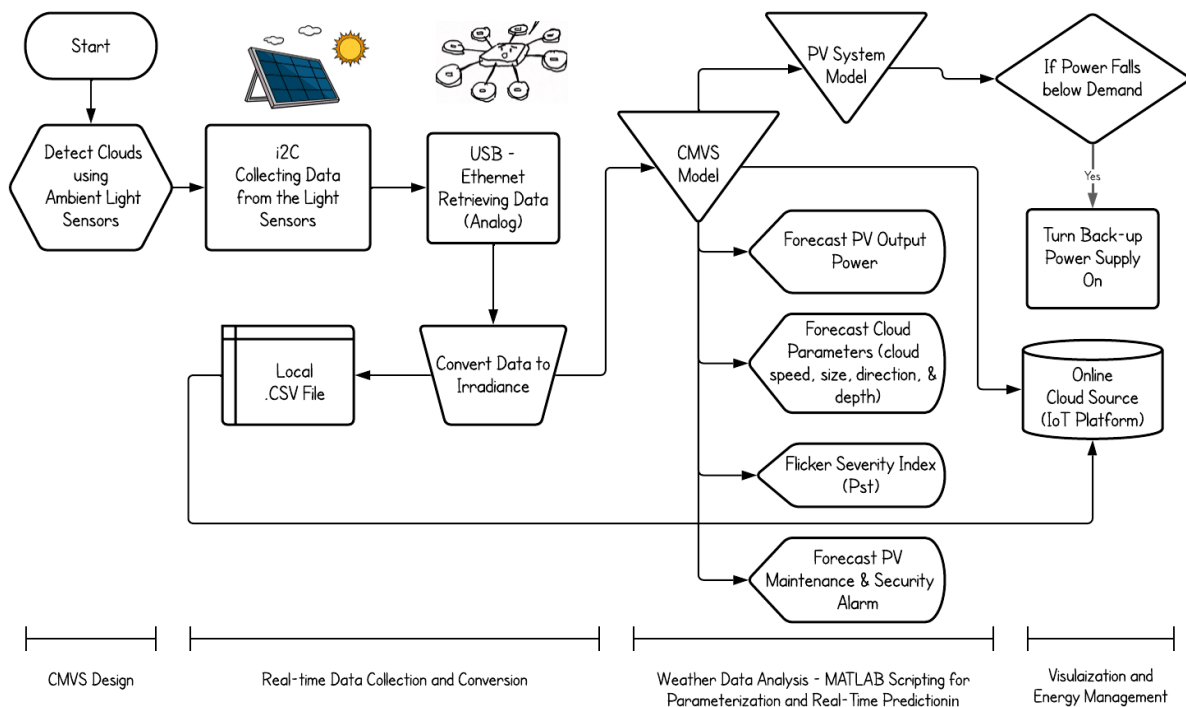 Start
Detect Clouds
using
Ambient Light
Sensors
i2C
Collecting Data
from the Light
Sensors
USB -
Ethernet
Retrieving Data
(Analog)
Convert Data to
Irradiance
Local
.CSV File
CMVS
Model
PV System
Model
If Power Falls
below Demand
Yes
Turn Back-up
Power Supply
On
Forecast PV Output
Power
Forecast Cloud
Parameters (cloud
speed, size, direction, &
depth)
Flicker Severity Index
(Pst)
Forecast PV
Maintenance & Security
Alarm
Online
Cloud Source
(IoT Platform)
CMVS Design
Real-time Data Collection and Conversion
Weather Data Analysis - MATLAB Scripting for
Parameterization and Real-Time Predictionin
Visulaization and
Energy Management